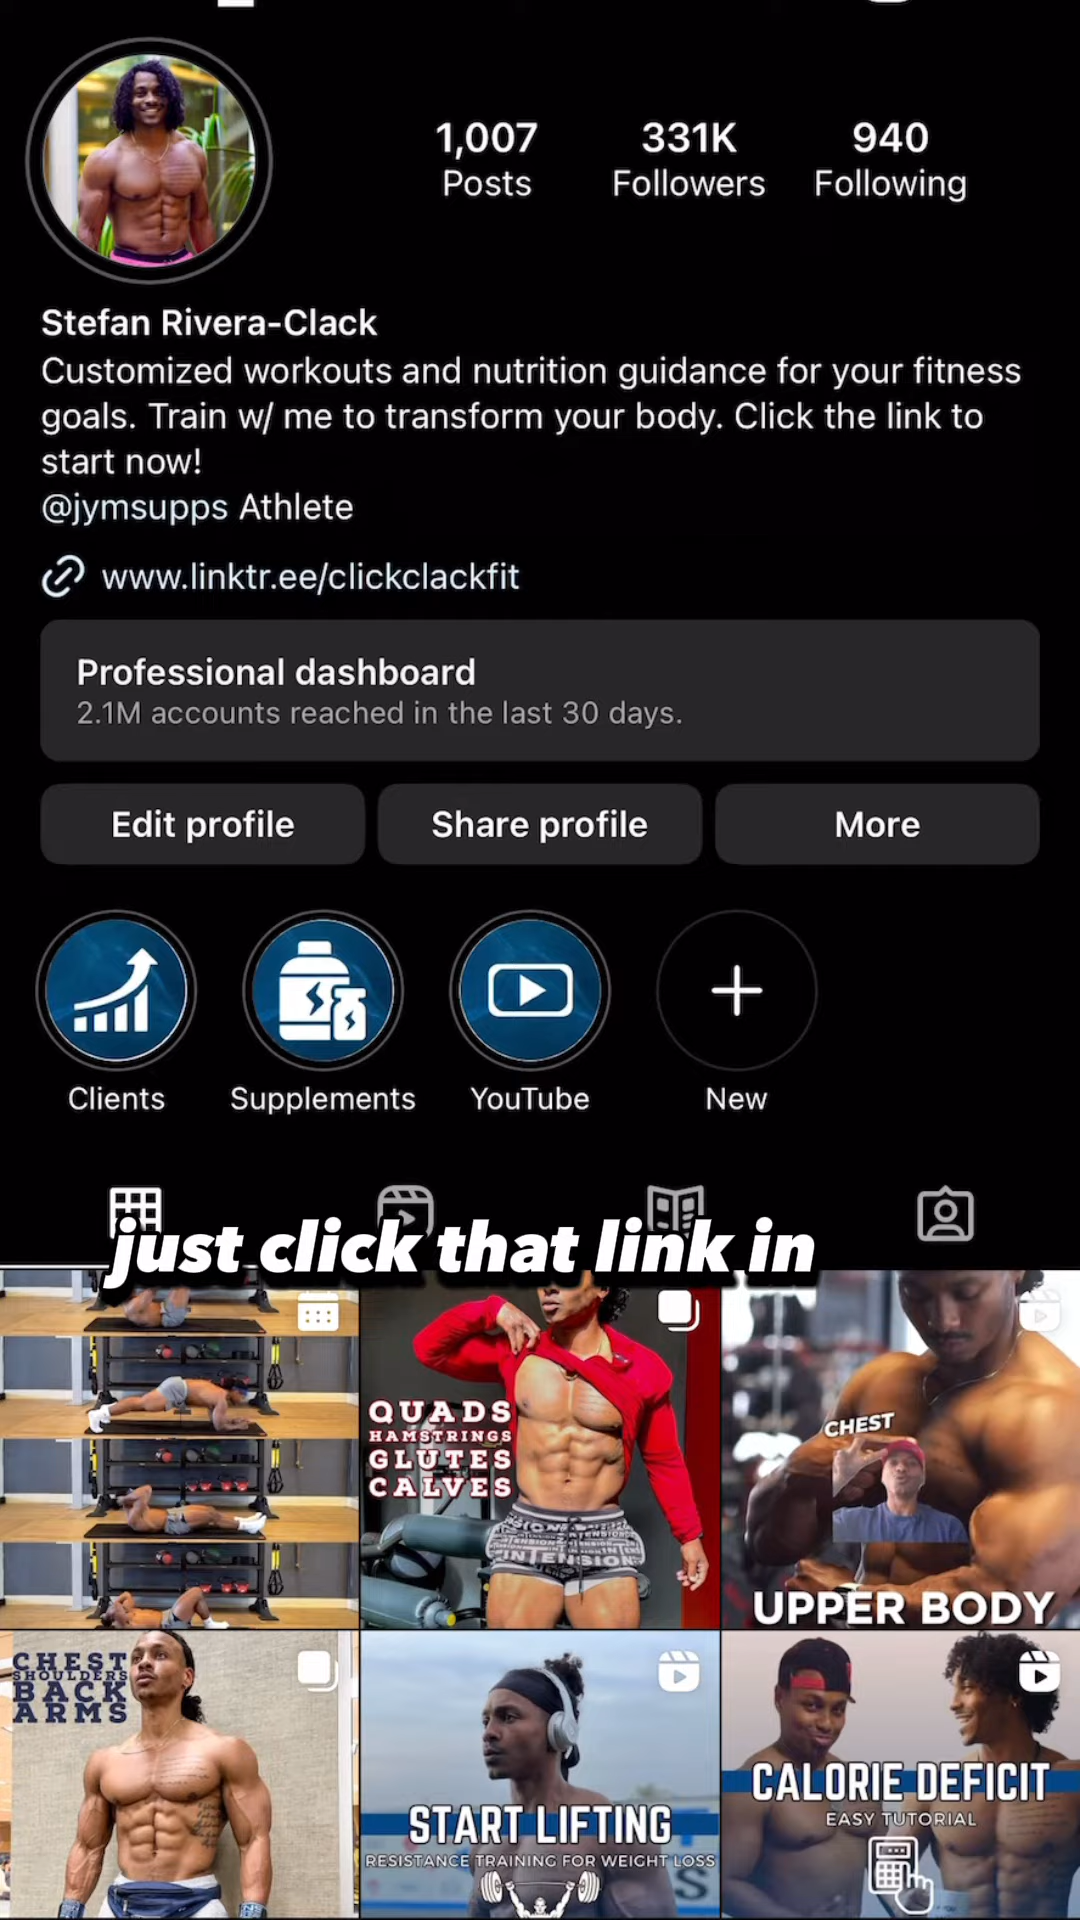 1,007
Posts
331K
Followers
940
Following
Stefan Rivera-Clack
Customized workouts and nutrition guidance for your fitness
goals. Train w/ me to transform your body. Click the link to
start now!
@jymsupps Athlete
www.linktr.ee/clickclackfit
Professional dashboard
2.1M accounts reached in the last 30 days.
Edit profile
Share profile
More
Clients
Supplements
YouTube
New
just click that link in
QUADS
HAMSTRINGS
GLUTES
CALVES
INTENSION
CHEST
UPPER BODY
CHEST
SHOULDERS
BACK
ARMS
START LIFTING
RESISTANCE TRAINING FOR WEIGHT LOSS
CALORIE DEFICIT
EASY TUTORIAL